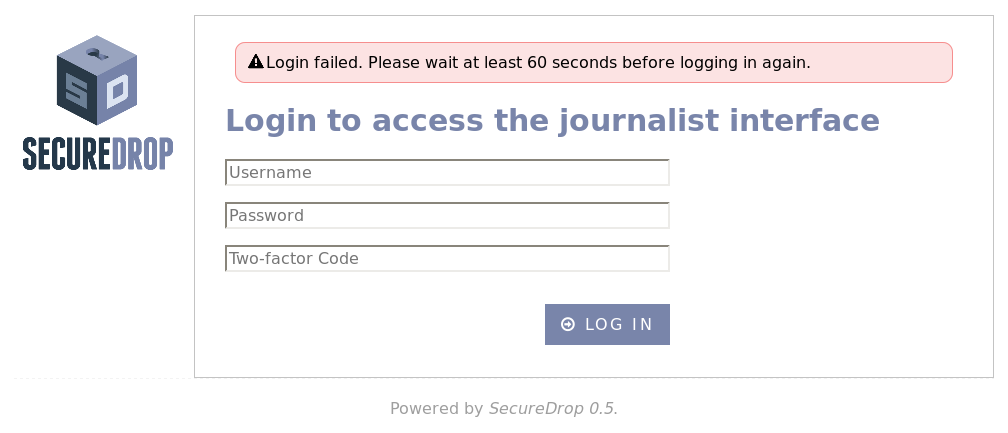 SD
SECUREDROP
Login failed. Please wait at least 60 seconds before logging in again.
Login to access the journalist interface
Username
Password
Two-factor Code
LOG IN
Powered by SecureDrop 0.5.